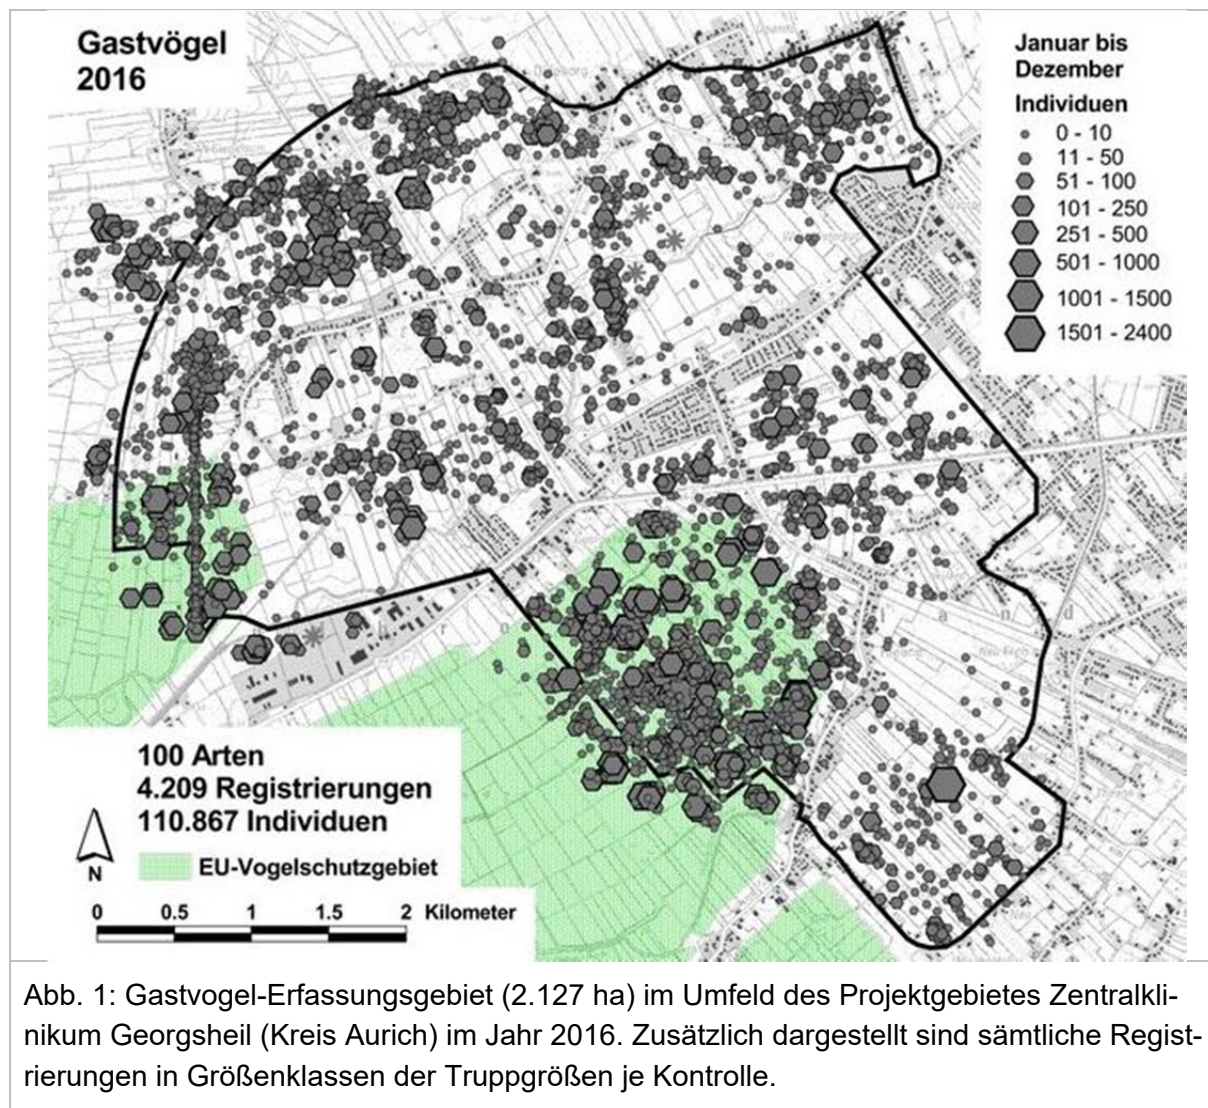 Gastvögel
2016
Januar bis
Dezember
Individuen
0 - 10
11 - 50
51 - 100
101 - 250
251 - 500
501 - 1000
1001 - 1500
1501 - 2400
100 Arten
4.209 Registrierungen
110.867 Individuen
EU-Vogelschutzgebiet
N
0 0.5 1 1.5 2 Kilometer
Abb. 1: Gastvogel-Erfassungsgebiet (2.127 ha) im Umfeld des Projektgebietes Zentralkli-
nikum Georgsheil (Kreis Aurich) im Jahr 2016. Zusätzlich dargestellt sind sämtliche Regist-
rierungen in Größenklassen der Truppgrößen je Kontrolle.